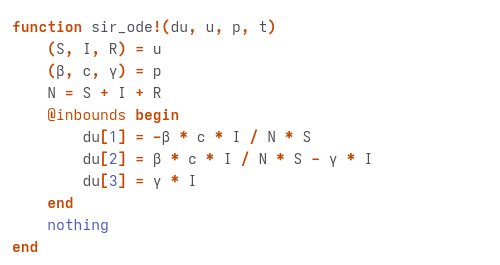 function sir_ode!(du, u, p, t)
    (S, I, R) = u
    (β, c, γ) = p
    N = S + I + R
    @inbounds begin
        du[1] = -β * c * I / N * S
        du[2] = β * c * I / N * S - γ * I
        du[3] = γ * I
    end
    nothing
end